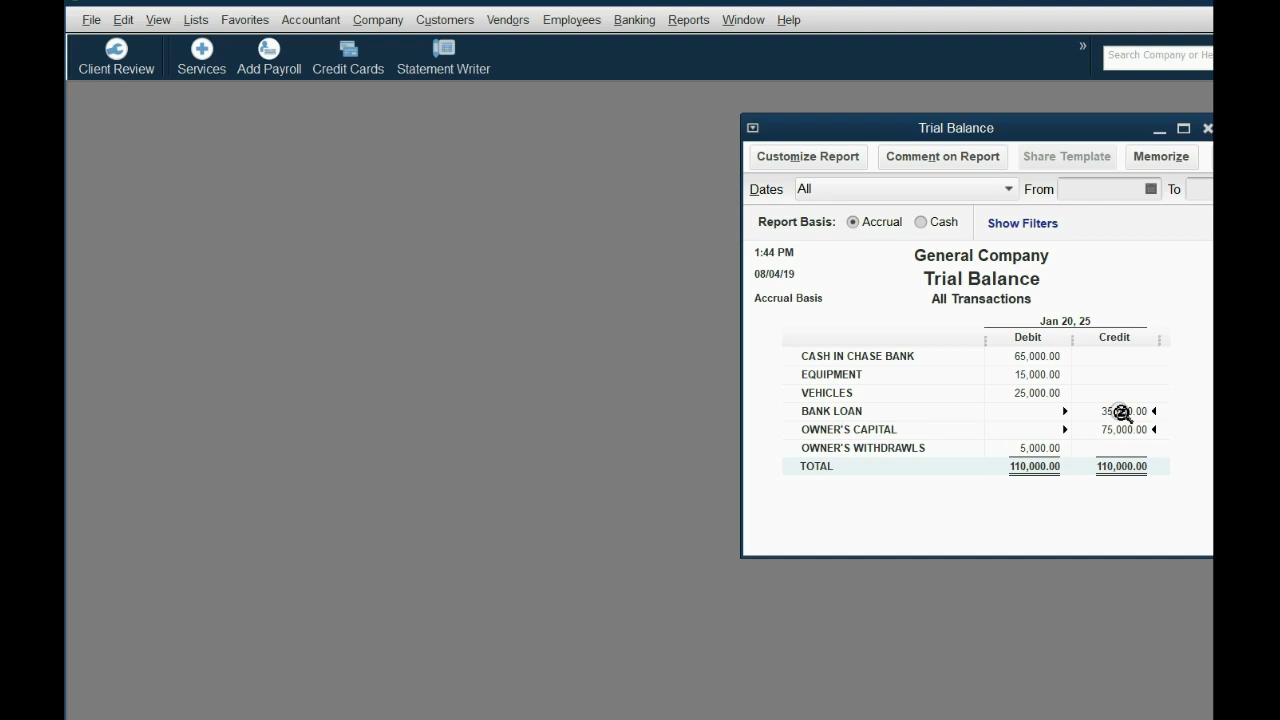 File Edit View Lists Favorites Accountant Company Customers Vendors Employees Banking Reports Window Help
Client Review Services Add Payroll Credit Cards Statement Writer » Search Company or He
Trial Balance
Customize Report Comment on Report Share Template Memorize
Dates All From To
Report Basis: Accrual Cash Show Filters
1:44 PM General Company
08/04/19 Trial Balance
Accrual Basis All Transactions
Jan 20, 25
Debit Credit
CASH IN CHASE BANK 65,000.00
EQUIPMENT 15,000.00
VEHICLES 25,000.00
BANK LOAN
OWNER'S CAPITAL 75,000.00
OWNER'S WITHDRAWLS 5,000.00
TOTAL 110,000.00 110,000.00